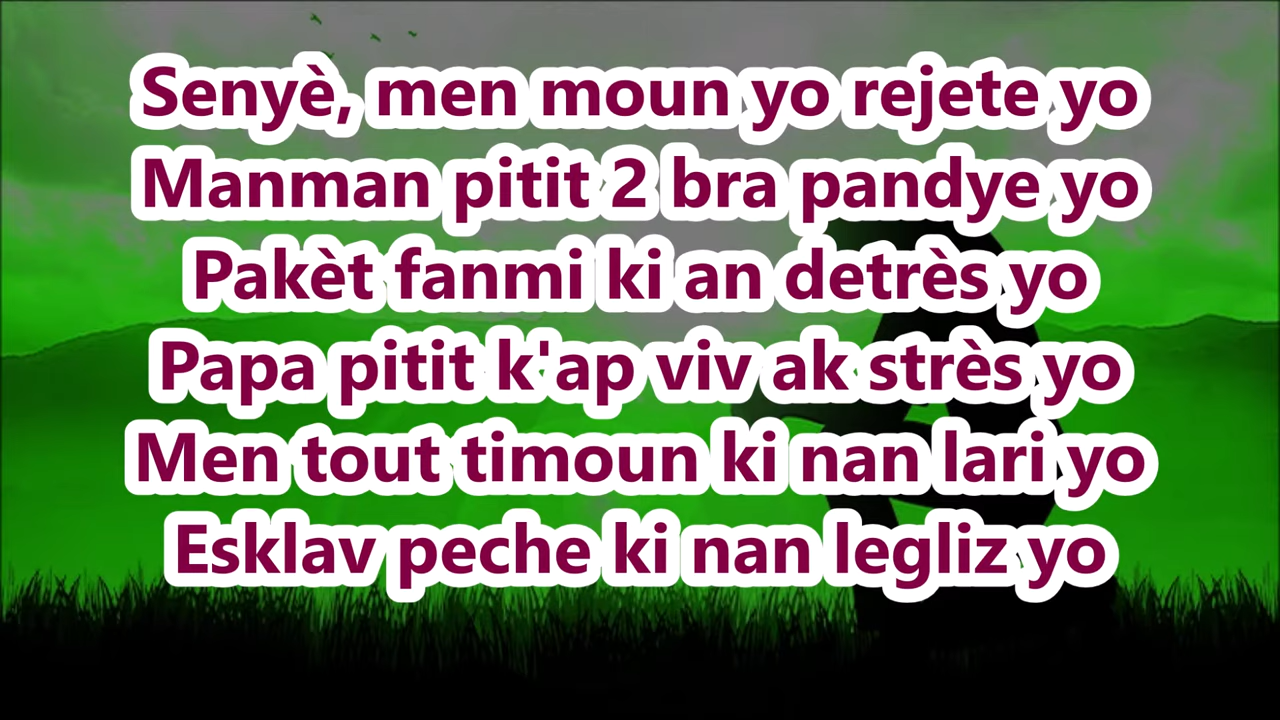 Senyè, men moun yo rejete yo
Manman pitit 2 bra pandye yo
Pakèt fanmi ki an detrès yo
Papa pitit k'ap viv ak strès yo
Men tout timoun ki nan lari yo
Esklav peche ki nan legliz yo